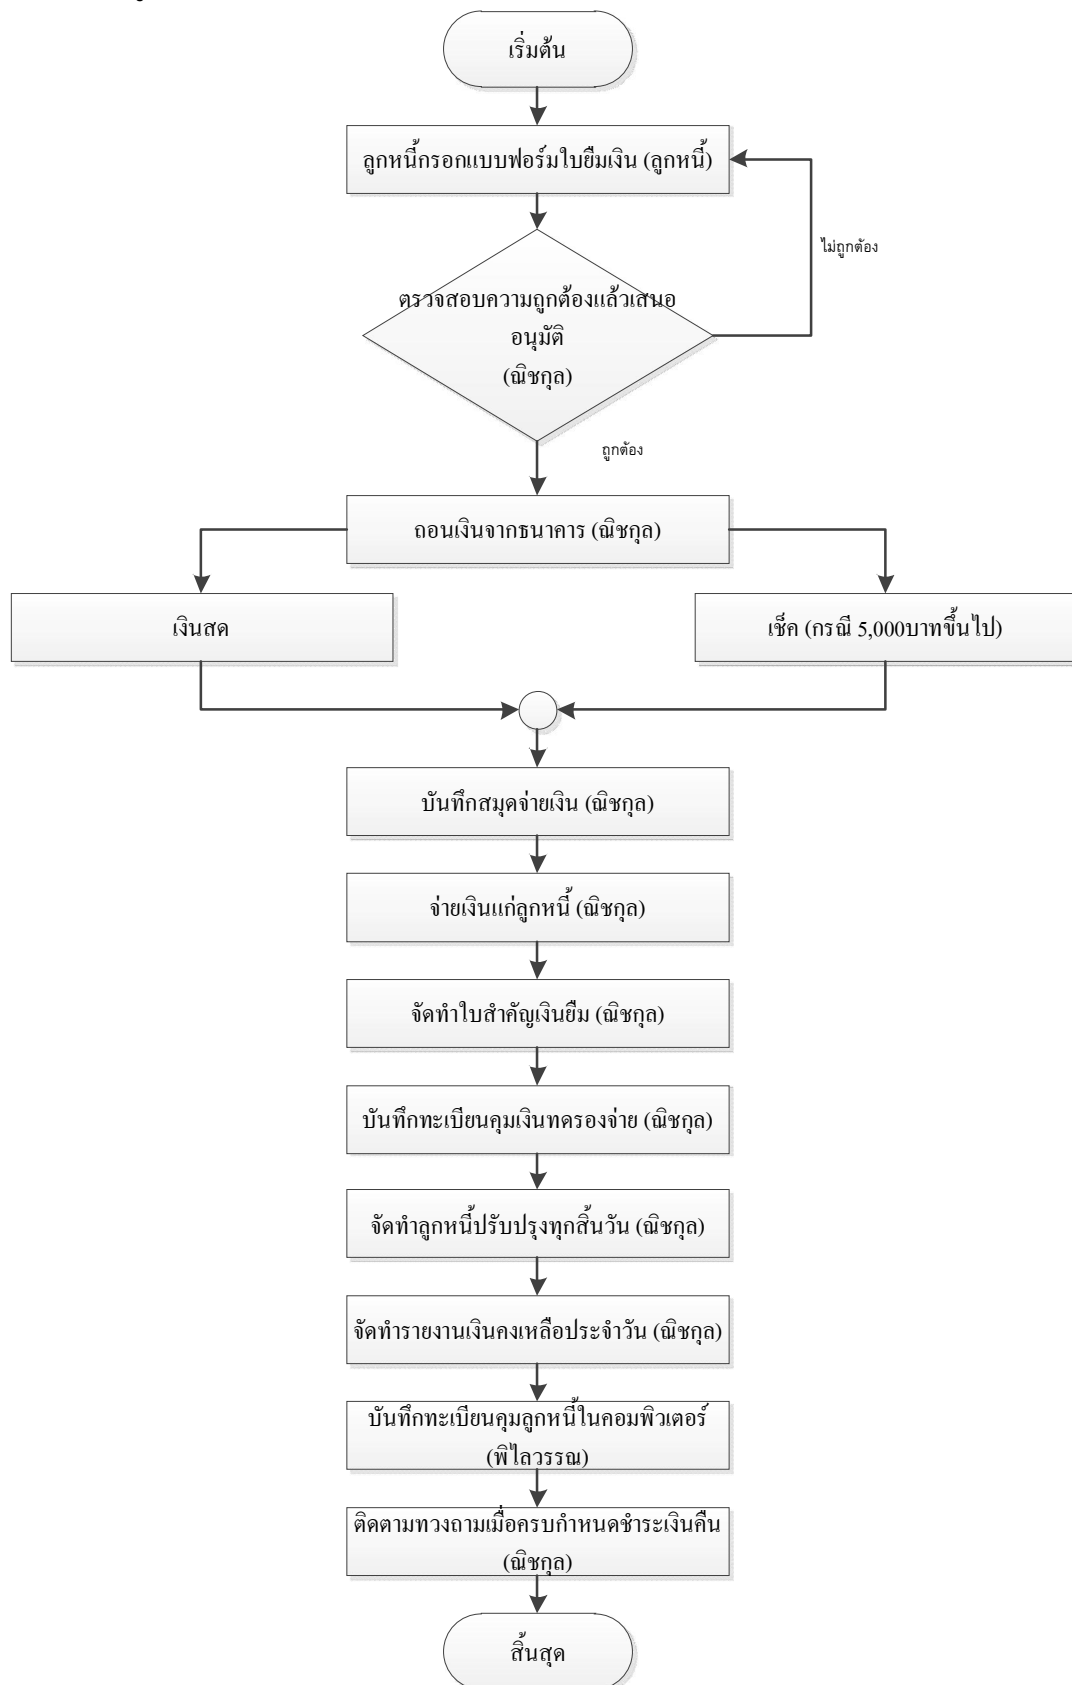 เริ่มต้น
ลูกหนี้กรอกแบบฟอร์มใบยืมเงิน (ลูกหนี้)
ไม่ถูกต้อง
ตรวจสอบความถูกต้องแล้วเสนอ
อนุมัติ
(ณิชกุล)
ถูกต้อง
ถอนเงินจากธนาคาร (ณิชกุล)
เงินสด
เช็ค (กรณี 5,000บาทขึ้นไป)
บันทึกสมุดจ่ายเงิน (ณิชกุล)
จ่ายเงินแก่ลูกหนี้ (ณิชกุล)
จัดทำใบสำคัญเงินยืม (ณิชกุล)
บันทึกทะเบียนคุมเงินทดรองจ่าย (ณิชกุล)
จัดทำลูกหนี้ปรับปรุงทุกสิ้นวัน (ณิชกุล)
จัดทำรายงานเงินคงเหลือประจำวัน (ณิชกุล)
บันทึกทะเบียนคุมลูกหนี้ในคอมพิวเตอร์
(พิไลวรรณ)
ติดตามทวงถามเมื่อครบกำหนดชำระเงินคืน
(ณิชกุล)
สิ้นสุด